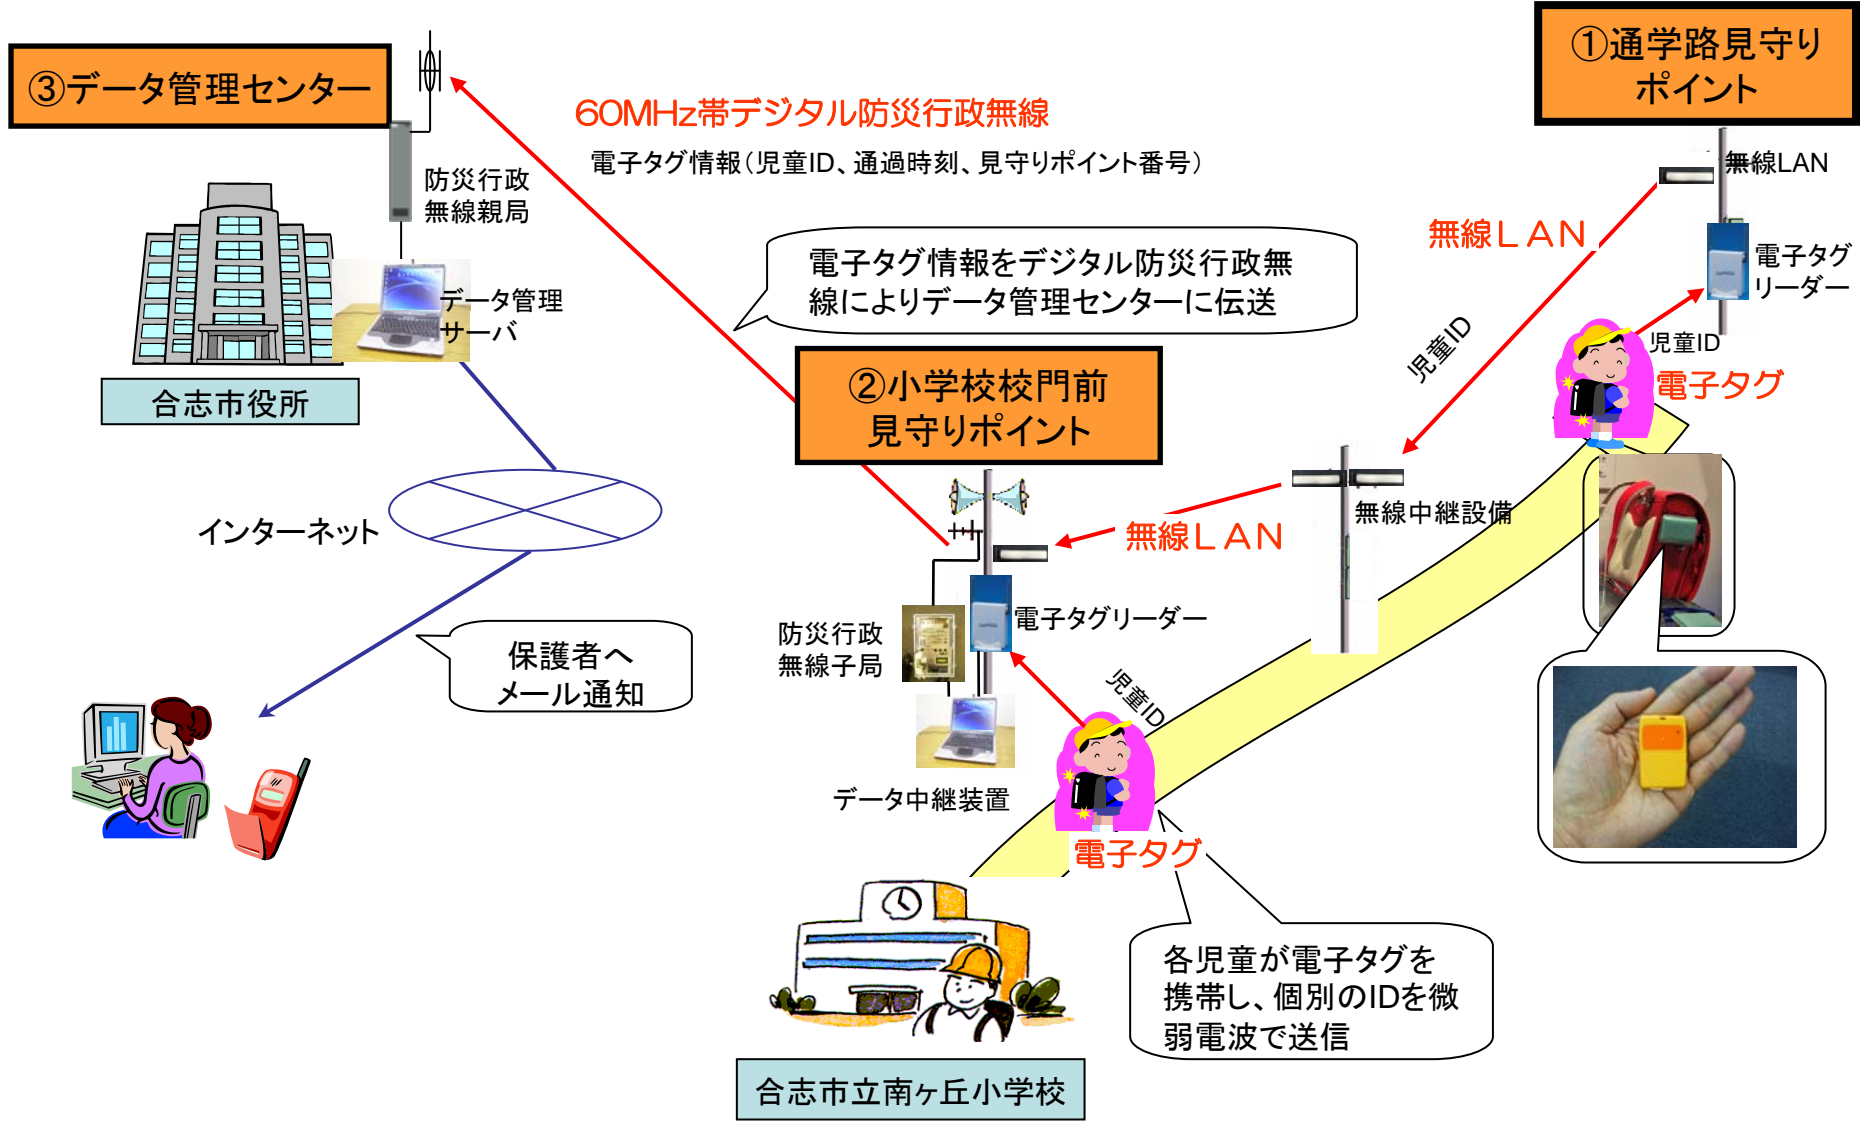 ③データ管理センター
①通学路見守り
ポイント
60MHz帯デジタル防災行政無線
電子タグ情報(児童ID、通過時刻、見守りポイント番号)
無線LAN
防災行政
無線親局
無線LAN
電子タグ
リーダー
電子タグ情報をデジタル防災行政無
線によりデータ管理センターに伝送
データ管理
サーバ
児童ID
児童ID
電子タグ
合志市役所
②小学校校門前
見守りポイント
インターネット
無線中継設備
無線LAN
電子タグリーダー
防災行政
無線子局
保護者へ
メール通知
児童ID
データ中継装置
電子タグ
各児童が電子タグを
携帯し、個別のIDを微
弱電波で送信
合志市立南ヶ丘小学校